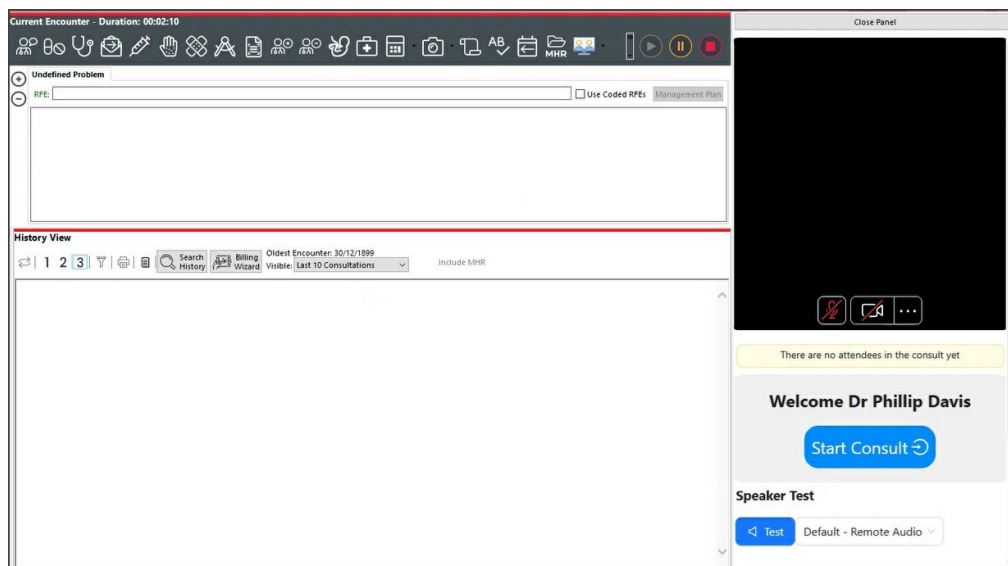 Current Encounter - Duration: 00:02:10
AB
MHR
Undefined Problem
RFE:
Use Coded RFEs
Management Plan
History View
1 2 3
Search History
Billing Wizard
Oldest Encounter: 30/12/1899
Visible: Last 10 Consultations
Include MHR
Close Panel
There are no attendees in the consult yet
Welcome Dr Phillip Davis
Start Consult
Speaker Test
Test
Default - Remote Audio